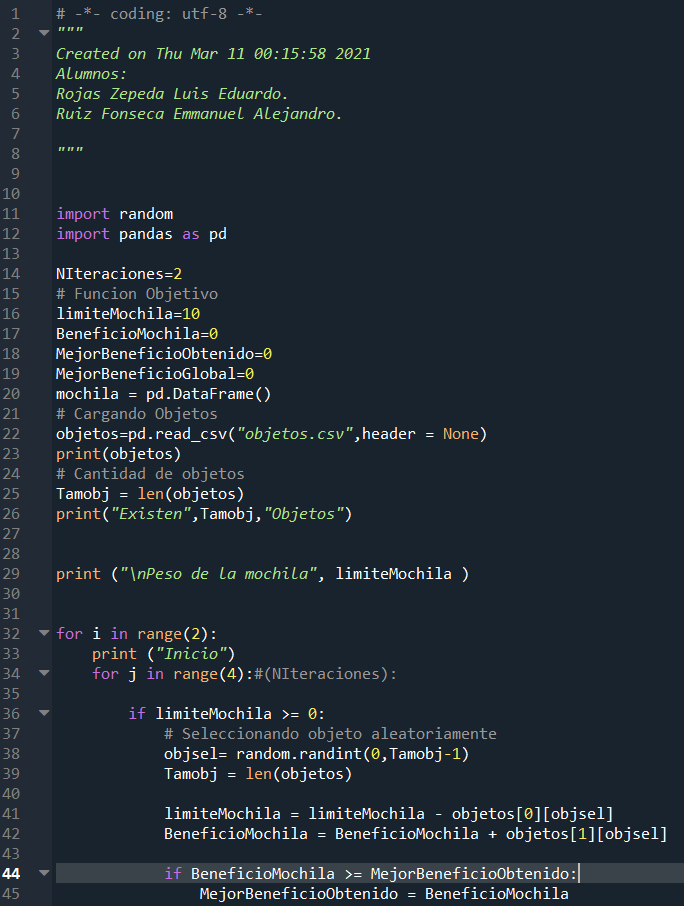 1 # -*- coding: utf-8 -*-
2 """
3 Created on Thu Mar 11 00:15:58 2021
4 Alumnos:
5 Rojas Zepeda Luis Eduardo.
6 Ruiz Fonseca Emmanuel Alejandro.
7
8 """
9
10
11 import random
12 import pandas as pd
13
14 NIteraciones=2
15 # Funcion Objetivo
16 limiteMochila=10
17 BeneficioMochila=0
18 MejorBeneficioObtenido=0
19 MejorBeneficioGlobal=0
20 mochila = pd.DataFrame()
21 # Cargando Objetos
22 objetos=pd.read_csv("objetos.csv",header = None)
23 print(objetos)
24 # Cantidad de objetos
25 Tamobj = len(objetos)
26 print("Existen",Tamobj,"Objetos")
27
28
29 print ("\nPeso de la mochila", limiteMochila )
30
31
32 for i in range(2):
33     print ("Inicio")
34     for j in range(4):#(NIteraciones):
35
36         if limiteMochila >= 0:
37             # Seleccionando objeto aleatoriamente
38             objsel= random.randint(0,Tamobj-1)
39             Tamobj = len(objetos)
40
41             limiteMochila = limiteMochila - objetos[0][objsel]
42             BeneficioMochila = BeneficioMochila + objetos[1][objsel]
43
44             if BeneficioMochila >= MejorBeneficioObtenido:
45                 MejorBeneficioObtenido = BeneficioMochila